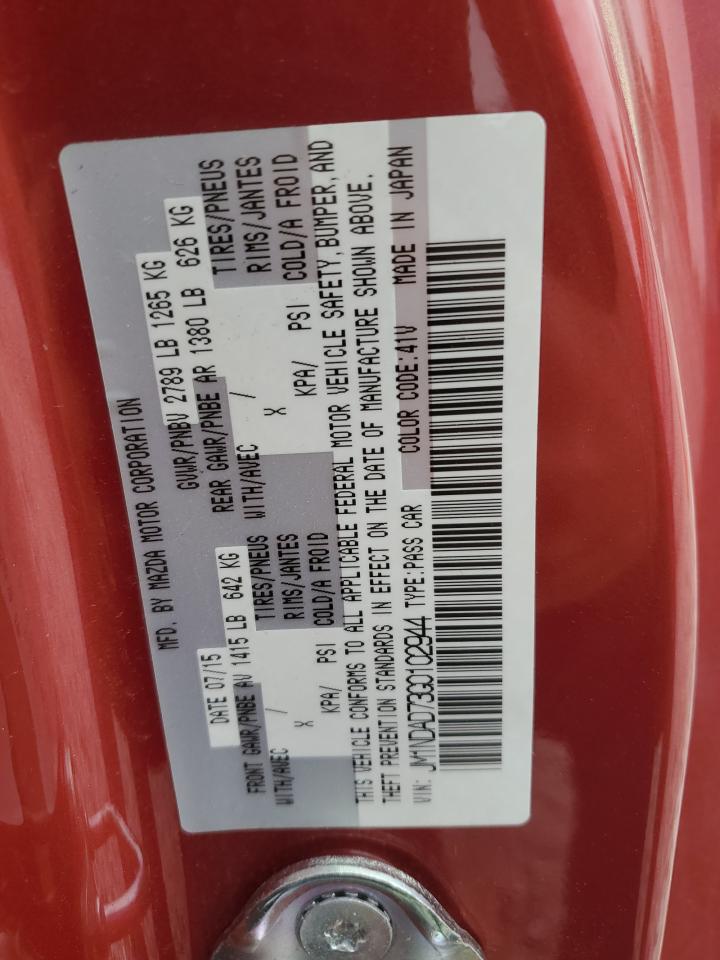 MFD. BY MAZDA MOTOR CORPORATION
DATE 07/15 GVWR/PNBV 2789 LB 1265 KG
FRONT GAWR/PNBE AV 1415 LB 642 KG REAR GAWR/PNBE AR 1380 LB 626 KG
WITH/AVEC / TIRES/PNEUS WITH/AVEC / TIRES/PNEUS
X RIMS/JANTES X RIMS/JANTES
KPA/ PSI COLD/A FROID KPA/ PSI COLD/A FROID
THIS VEHICLE CONFORMS TO ALL APPLICABLE FEDERAL MOTOR VEHICLE SAFETY,BUMPER,AND
THEFT PREVENTION STANDARDS IN EFFECT ON THE DATE OF MANUFACTURE SHOWN ABOVE.
VIN: JM1NDAD73G0102944 TYPE:PASS CAR COLOR CODE:41V MADE IN JAPAN